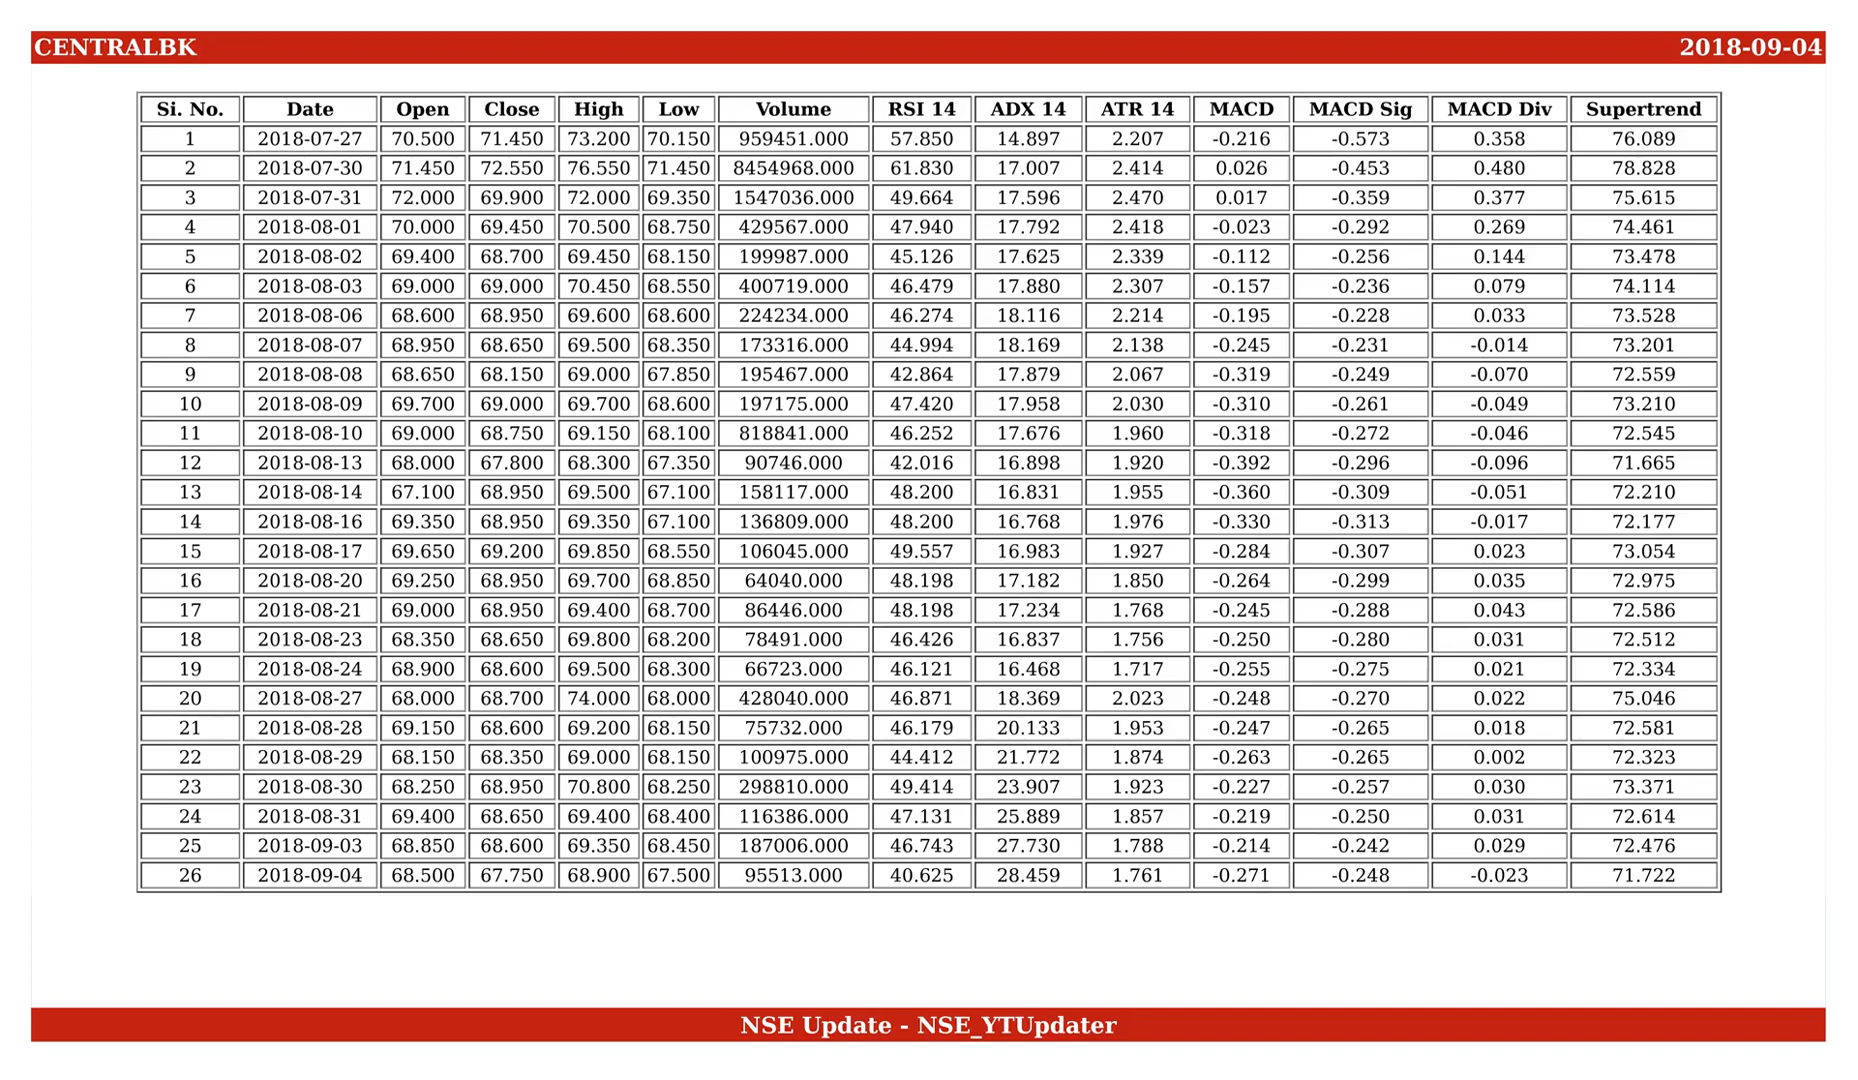 CENTRALBK 2018-09-04
Si. No. Date Open Close High Low Volume RSI 14 ADX 14 ATR 14 MACD MACD Sig MACD Div Supertrend
1 2018-07-27 70.500 71.450 73.200 70.150 959451.000 57.850 14.897 2.207 -0.216 -0.573 0.358 76.089
2 2018-07-30 71.450 72.550 76.550 71.450 8454968.000 61.830 17.007 2.414 0.026 -0.453 0.480 78.828
3 2018-07-31 72.000 69.900 72.000 69.350 1547036.000 49.664 17.596 2.470 0.017 -0.359 0.377 75.615
4 2018-08-01 70.000 69.450 70.500 68.750 429567.000 47.940 17.792 2.418 -0.023 -0.292 0.269 74.461
5 2018-08-02 69.400 68.700 69.450 68.150 199987.000 45.126 17.625 2.339 -0.112 -0.256 0.144 73.478
6 2018-08-03 69.000 69.000 70.450 68.550 400719.000 46.479 17.880 2.307 -0.157 -0.236 0.079 74.114
7 2018-08-06 68.600 68.950 69.600 68.600 224234.000 46.274 18.116 2.214 -0.195 -0.228 0.033 73.528
8 2018-08-07 68.950 68.650 69.500 68.350 173316.000 44.994 18.169 2.138 -0.245 -0.231 -0.014 73.201
9 2018-08-08 68.650 68.150 69.000 67.850 195467.000 42.864 17.879 2.067 -0.319 -0.249 -0.070 72.559
10 2018-08-09 69.700 69.000 69.700 68.600 197175.000 47.420 17.958 2.030 -0.310 -0.261 -0.049 73.210
11 2018-08-10 69.000 68.750 69.150 68.100 818841.000 46.252 17.676 1.960 -0.318 -0.272 -0.046 72.545
12 2018-08-13 68.000 67.800 68.300 67.350 90746.000 42.016 16.898 1.920 -0.392 -0.296 -0.096 71.665
13 2018-08-14 67.100 68.950 69.500 67.100 158117.000 48.200 16.831 1.955 -0.360 -0.309 -0.051 72.210
14 2018-08-16 69.350 68.950 69.350 67.100 136809.000 48.200 16.768 1.976 -0.330 -0.313 -0.017 72.177
15 2018-08-17 69.650 69.200 69.850 68.550 106045.000 49.557 16.983 1.927 -0.284 -0.307 0.023 73.054
16 2018-08-20 69.250 68.950 69.700 68.850 64040.000 48.198 17.182 1.850 -0.264 -0.299 0.035 72.975
17 2018-08-21 69.000 68.950 69.400 68.700 86446.000 48.198 17.234 1.768 -0.245 -0.288 0.043 72.586
18 2018-08-23 68.350 68.650 69.800 68.200 78491.000 46.426 16.837 1.756 -0.250 -0.280 0.031 72.512
19 2018-08-24 68.900 68.600 69.500 68.300 66723.000 46.121 16.468 1.717 -0.255 -0.275 0.021 72.334
20 2018-08-27 68.000 68.700 74.000 68.000 428040.000 46.871 18.369 2.023 -0.248 -0.270 0.022 75.046
21 2018-08-28 69.150 68.600 69.200 68.150 75732.000 46.179 20.133 1.953 -0.247 -0.265 0.018 72.581
22 2018-08-29 68.150 68.350 69.000 68.150 100975.000 44.412 21.772 1.874 -0.263 -0.265 0.002 72.323
23 2018-08-30 68.250 68.950 70.800 68.250 298810.000 49.414 23.907 1.923 -0.227 -0.257 0.030 73.371
24 2018-08-31 69.400 68.650 69.400 68.400 116386.000 47.131 25.889 1.857 -0.219 -0.250 0.031 72.614
25 2018-09-03 68.850 68.600 69.350 68.450 187006.000 46.743 27.730 1.788 -0.214 -0.242 0.029 72.476
26 2018-09-04 68.500 67.750 68.900 67.500 95513.000 40.625 28.459 1.761 -0.271 -0.248 -0.023 71.722
NSE Update - NSE_YTUpdater